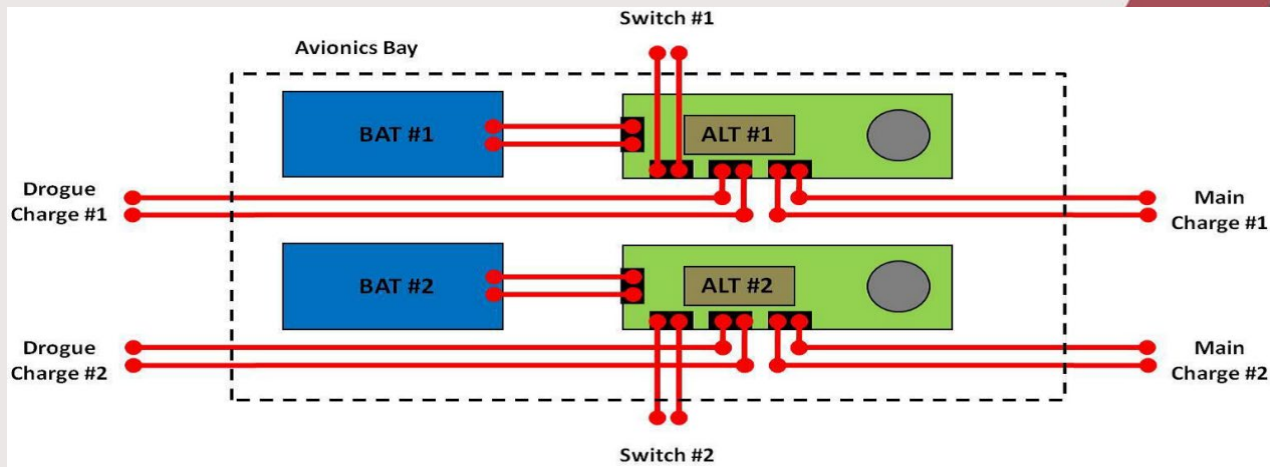 Switch #1
Avionics Bay
BAT #1
ALT #1
Drogue
Charge #1
Main
Charge #1
BAT #2
ALT #2
Drogue
Charge #2
Main
Charge #2
Switch #2